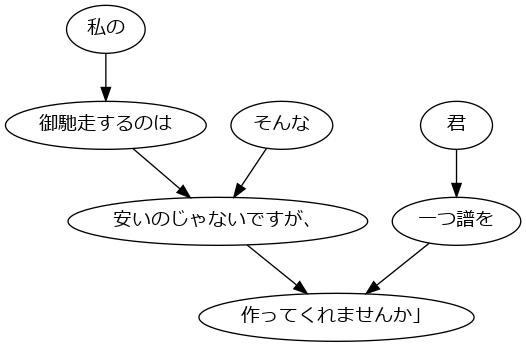 私の
御馳走するのは
そんな
君
安いのじゃないですが、
一つ譜を
作ってくれませんか」